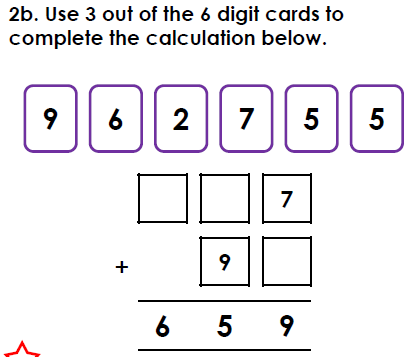 2b. Use 3 out of the 6 digit cards to
complete the calculation below.
9 6 2 7 5 5
7
+ 9
6 5 9